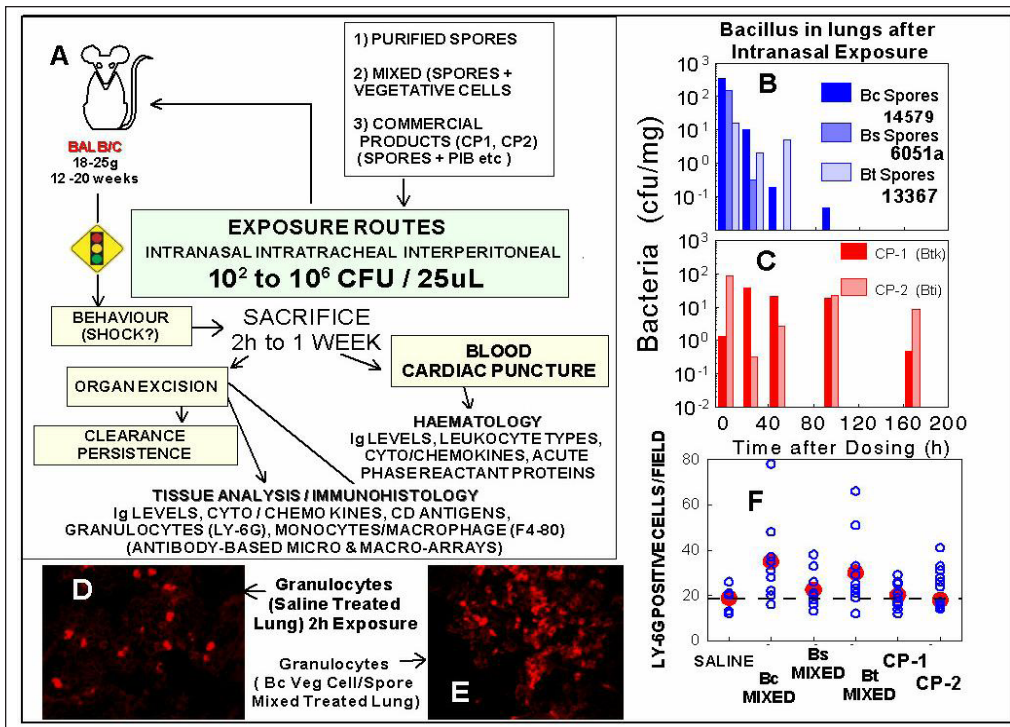 A
BALB/C
18-25g
12 -20 weeks
1) PURIFIED SPORES
2) MIXED (SPORES +
VEGETATIVE CELLS
3) COMMERCIAL
PRODUCTS (CP1, CP2)
(SPORES + PIB etc )
EXPOSURE ROUTES
INTRANASAL INTRATRACHEAL INTERPERITONEAL
10² to 10⁶ CFU / 25uL
BEHAVIOUR
(SHOCK?)
SACRIFICE
2h to 1 WEEK
ORGAN EXCISION
BLOOD
CARDIAC PUNCTURE
CLEARANCE
PERSISTENCE
HAEMATOLOGY
Ig LEVELS, LEUKOCYTE TYPES,
CYTO/CHEMOKINES, ACUTE
PHASE REACTANT PROTEINS
TISSUE ANALYSIS / IMMUNOHISTOLOGY
Ig LEVELS, CYTO / CHEMO KINES, CD ANTIGENS,
GRANULOCYTES (LY-6G), MONOCYTES/MACROPHAGE (F4-80)
(ANTIBODY-BASED MICRO & MACRO-ARRAYS)
D
Granulocytes
(Saline Treated
Lung) 2h Exposure
Granulocytes
( Bc Veg Cell/Spore
Mixed Treated Lung)
E
Bacillus in lungs after
Intranasal Exposure
Bacteria (cfu/mg)
10³
10²
10¹
10⁰
10⁻¹
B
Bc Spores
14579
Bs Spores
6051a
Bt Spores
13367
10³
10²
10¹
10⁰
10⁻¹
10⁻²
C
CP-1 (Btk)
CP-2 (Bti)
0 40 80 120 160 200
Time after Dosing (h)
LY-6G POSITIVE CELLS/FIELD
80
60
40
20
0
F
SALINE
Bc
MIXED
Bs
MIXED
Bt
MIXED
CP-1
CP-2